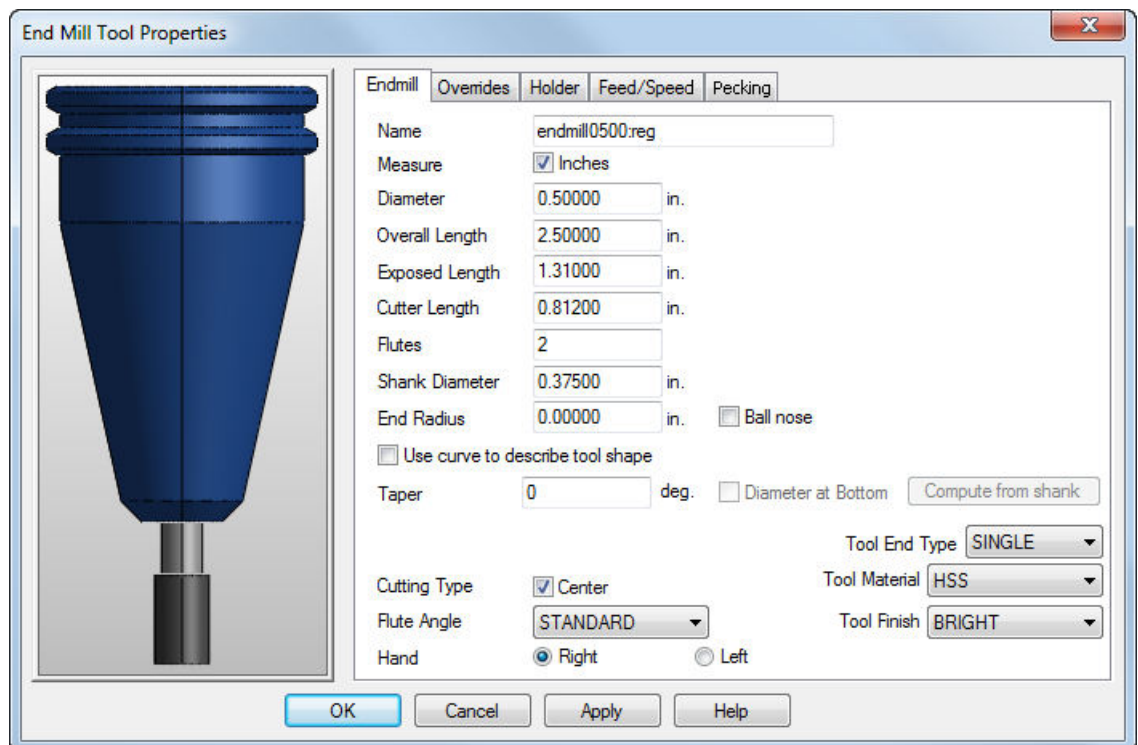 End Mill Tool Properties
Endmill Overrides Holder Feed/Speed Pecking
Name endmill0500:reg
Measure Inches
Diameter 0.50000 in.
Overall Length 2.50000 in.
Exposed Length 1.31000 in.
Cutter Length 0.81200 in.
Flutes 2
Shank Diameter 0.37500 in.
End Radius 0.00000 in. Ball nose
Use curve to describe tool shape
Taper 0 deg. Diameter at Bottom Compute from shank
Tool End Type SINGLE
Cutting Type Center Tool Material HSS
Flute Angle STANDARD Tool Finish BRIGHT
Hand Right Left
OK Cancel Apply Help